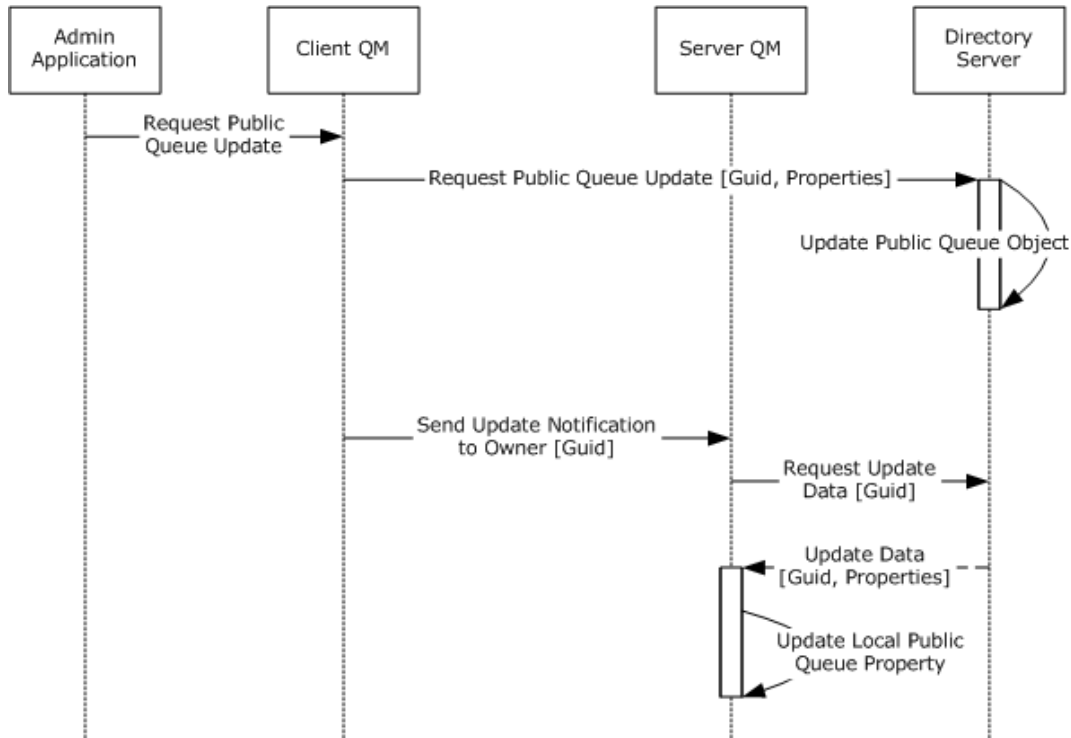 Admin
Application
Client QM
Server QM
Directory
Server
Request Public
Queue Update
Request Public Queue Update [Guid, Properties]
Update Public Queue Object
Send Update Notification
to Owner [Guid]
Request Update
Data [Guid]
Update Data
[Guid, Properties]
Update Local Public
Queue Property